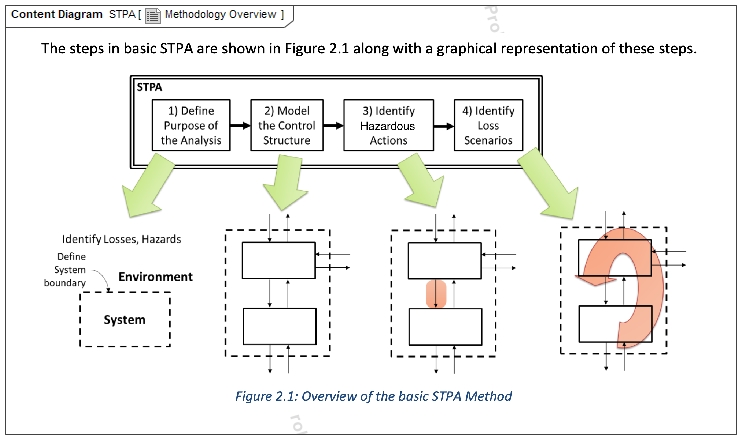 Content Diagram STPA [ Methodology Overview ]
The steps in basic STPA are shown in Figure 2.1 along with a graphical representation of these steps.
STPA
1) Define
Purpose of
the Analysis
2) Model
the Control
Structure
3) Identify
Hazardous
Actions
4) Identify
Loss
Scenarios
Identify Losses, Hazards
Define
System
boundary
Environment
System
Figure 2.1: Overview of the basic STPA Method